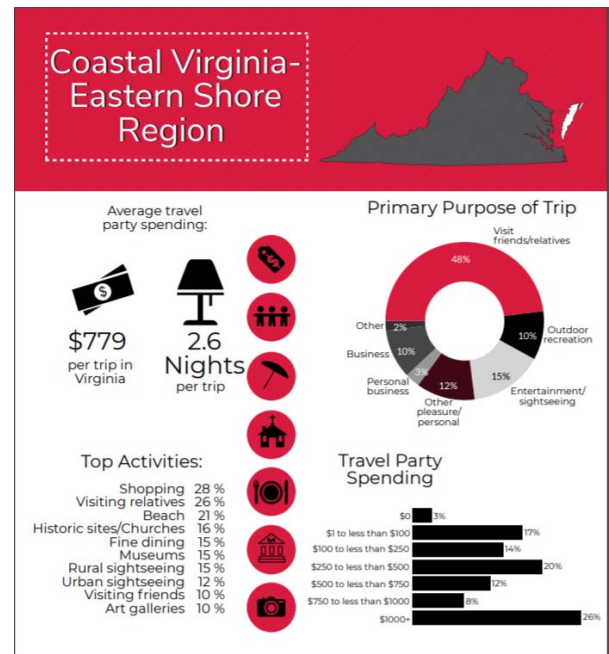 Coastal Virginia-
Eastern Shore
Region
Average travel
party spending:
$
$779
per trip in
Virginia
2.6
Nights
per trip
Primary Purpose of Trip
Visit
friends/relatives
48%
Outdoor
recreation
10%
Entertainment/
sightseeing
15%
Other
pleasure/
personal
12%
Personal
business
3%
Business
10%
Other
2%
Top Activities:
Shopping 28 %
Visiting relatives 26 %
Beach 21 %
Historic sites/Churches 16 %
Fine dining 15 %
Museums 15 %
Rural sightseeing 15 %
Urban sightseeing 12 %
Visiting friends 10 %
Art galleries 10 %
Travel Party
Spending
$0 3%
$1 to less than $100 17%
$100 to less than $250 14%
$250 to less than $500 20%
$500 to less than $750 12%
$750 to less than $1000 8%
$1000+ 26%